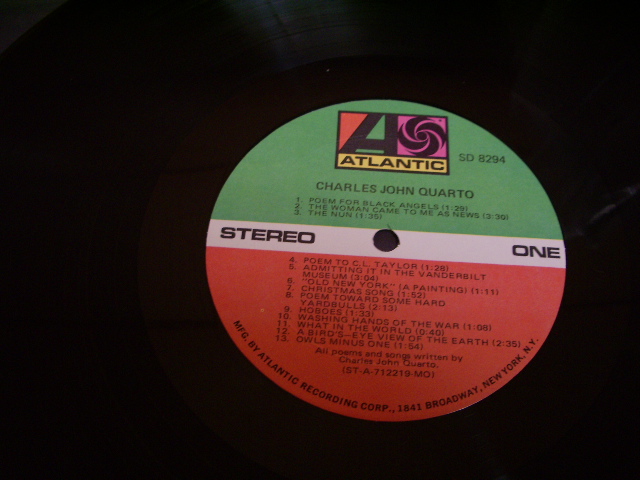 ATLANTIC
SD 8294
CHARLES JOHN QUARTO
1. POEM FOR BLACK ANGELS (1:29)
2. THE WOMAN CAME TO ME AS NEWS (3:30)
3. THE NUN (1:35)
STEREO
ONE
4. POEM TO C.L. TAYLOR (1:28)
5. ADMITTING IT IN THE VANDERBILT
MUSEUM (3:04)
6. "OLD NEW YORK" (A PAINTING) (1:11)
7. CHRISTMAS SONG (1:52)
8. POEM TOWARD SOME HARD
YARDBULLS (2:13)
9. HOBOES (1:33)
10. WASHING HANDS OF THE WAR (1:08)
11. WHAT IN THE WORLD (0:40)
12. A BIRD'S-EYE VIEW OF THE EARTH (2:35)
13. OWLS MINUS ONE (1:54)
All poems and songs written by
Charles John Quarto.
(ST-A-712219-MO)
MFG. BY ATLANTIC RECORDING CORP., 1841 BROADWAY, NEW YORK, N.Y.